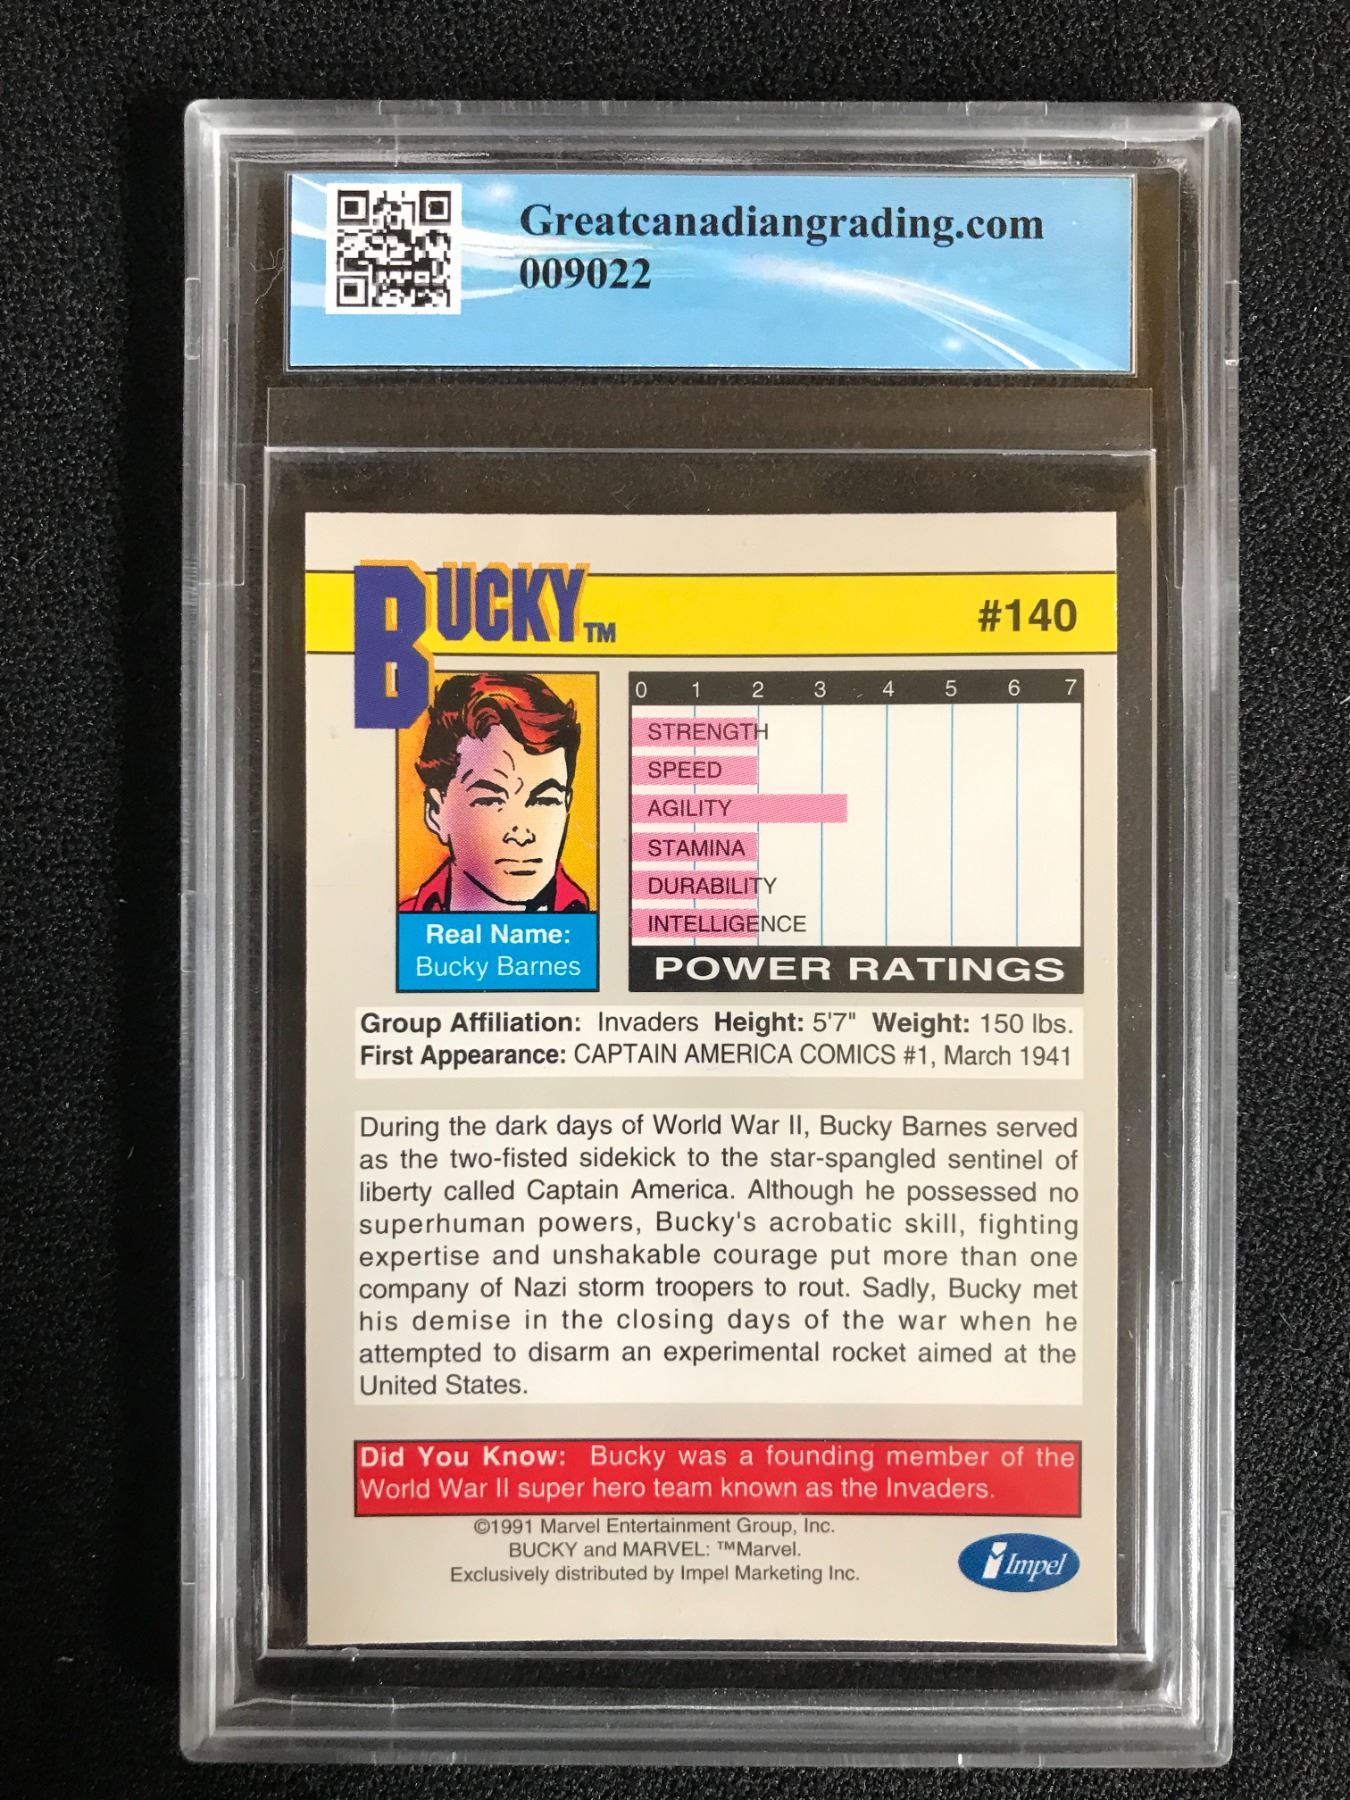 Greatcanadiangrading.com
009022
BUCKY™
#140
0 1 2 3 4 5 6 7
STRENGTH
SPEED
AGILITY
STAMINA
DURABILITY
INTELLIGENCE
POWER RATINGS
Real Name:
Bucky Barnes
Group Affiliation: Invaders Height: 5'7" Weight: 150 lbs.
First Appearance: CAPTAIN AMERICA COMICS #1, March 1941
During the dark days of World War II, Bucky Barnes served
as the two-fisted sidekick to the star-spangled sentinel of
liberty called Captain America. Although he possessed no
superhuman powers, Bucky's acrobatic skill, fighting
expertise and unshakable courage put more than one
company of Nazi storm troopers to rout. Sadly, Bucky met
his demise in the closing days of the war when he
attempted to disarm an experimental rocket aimed at the
United States.
Did You Know: Bucky was a founding member of the
World War II super hero team known as the Invaders.
©1991 Marvel Entertainment Group, Inc.
BUCKY and MARVEL: ™Marvel.
Exclusively distributed by Impel Marketing Inc.
Impel